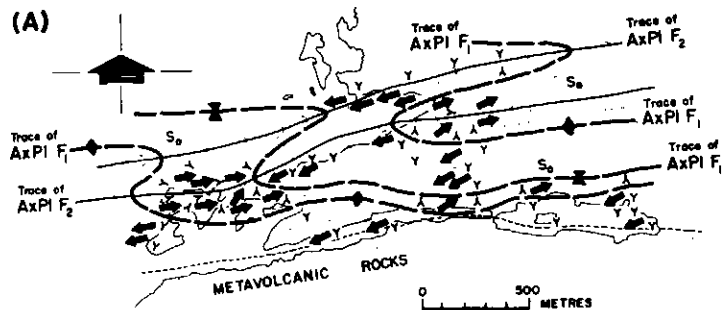 (A)
Trace of
AxPl F₁
Trace of
AxPl F₂
S₀
S₀
Trace of
AxPl F₁
Trace of
AxPl F₁
Trace of
AxPl F₁
S₀
Trace of
AxPl F₂
METAVOLCANIC ROCKS
0 500
METRES